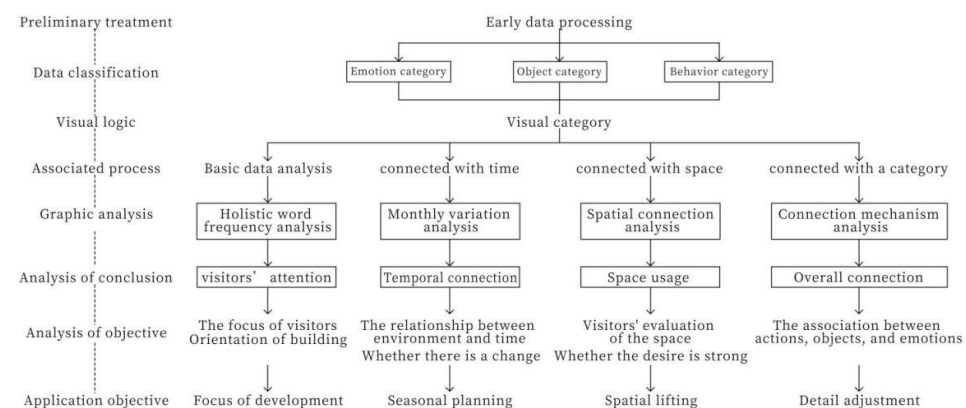 Preliminary treatment
Early data processing
Data classification
Emotion category
Object category
Behavior category
Visual logic
Visual category
Associated process
Basic data analysis
connected with time
connected with space
connected with a category
Graphic analysis
Holistic word
frequency analysis
Monthly variation
analysis
Spatial connection
analysis
Connection mechanism
analysis
Analysis of conclusion
visitors’ attention
Temporal connection
Space usage
Overall connection
Analysis of objective
The focus of visitors
Orientation of building
The relationship between
environment and time
Whether there is a change
Visitors' evaluation
of the space
Whether the desire is strong
The association between
actions, objects, and emotions
Application objective
Focus of development
Seasonal planning
Spatial lifting
Detail adjustment